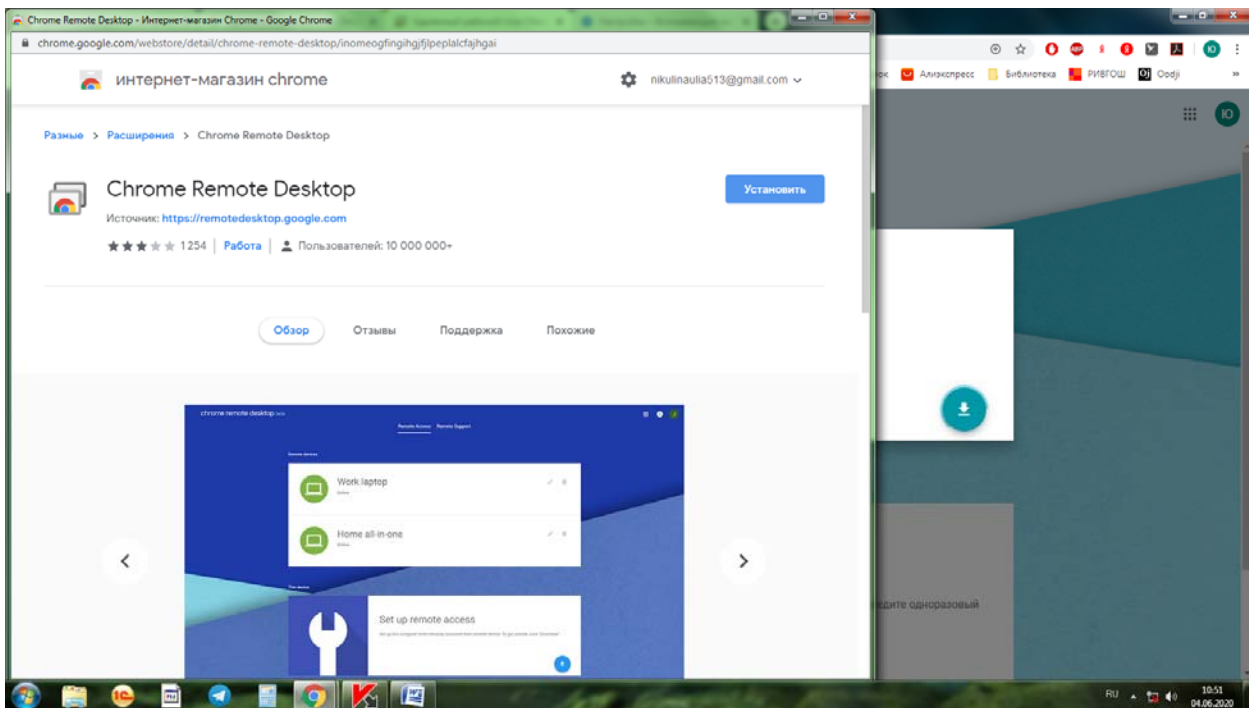 Chrome Remote Desktop - Интернет-магазин Chrome - Google Chrome
chrome.google.com/webstore/detail/chrome-remote-desktop/inomeogfingihgjfjlpeplalcfajhgai
интернет-магазин chrome
nikulinaulia513@gmail.com
Алиэкспресс Библиотека РИВГОШ Oodji »
Разные > Расширения > Chrome Remote Desktop
Ю
Chrome Remote Desktop
Установить
Источник: https://remotedesktop.google.com
1 254 | Работа | Пользователей: 10 000 000+
Обзор Отзывы Поддержка Похожие
chrome remote desktop
Remote Access Remote Support
Work laptop
Home all-in-one
Set up remote access
одноразовый
RU
10:51
04.06.2020